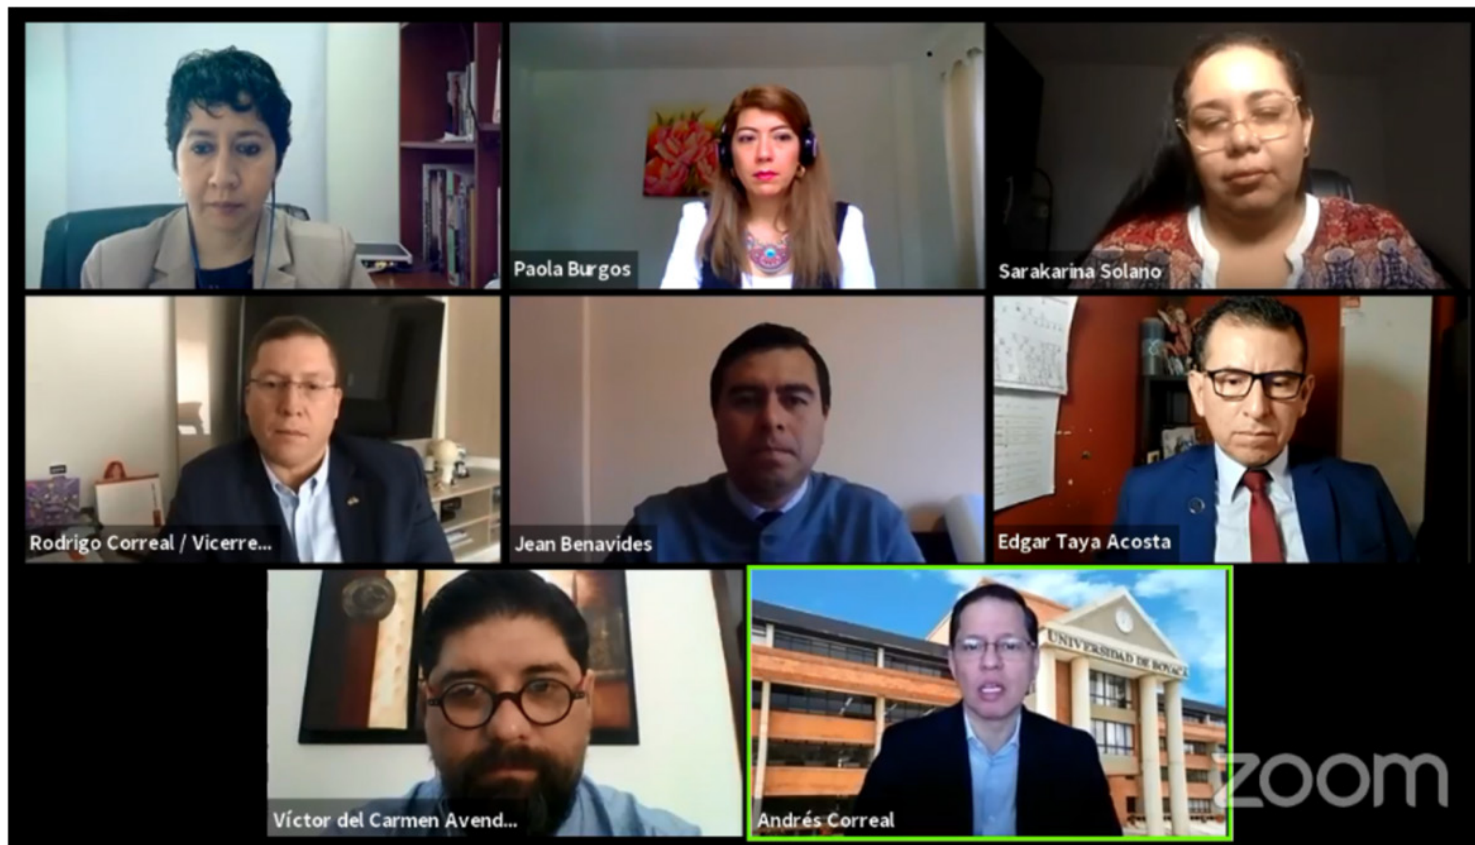 Paola Burgos
Sarakarina Solano
Rodrigo Correal / Vicerre...
Jean Benavides
Edgar Taya Acosta
UNIVERSIDAD DE BOYACÁ
Víctor del Carmen Avend...
Andrés Correal
zoom